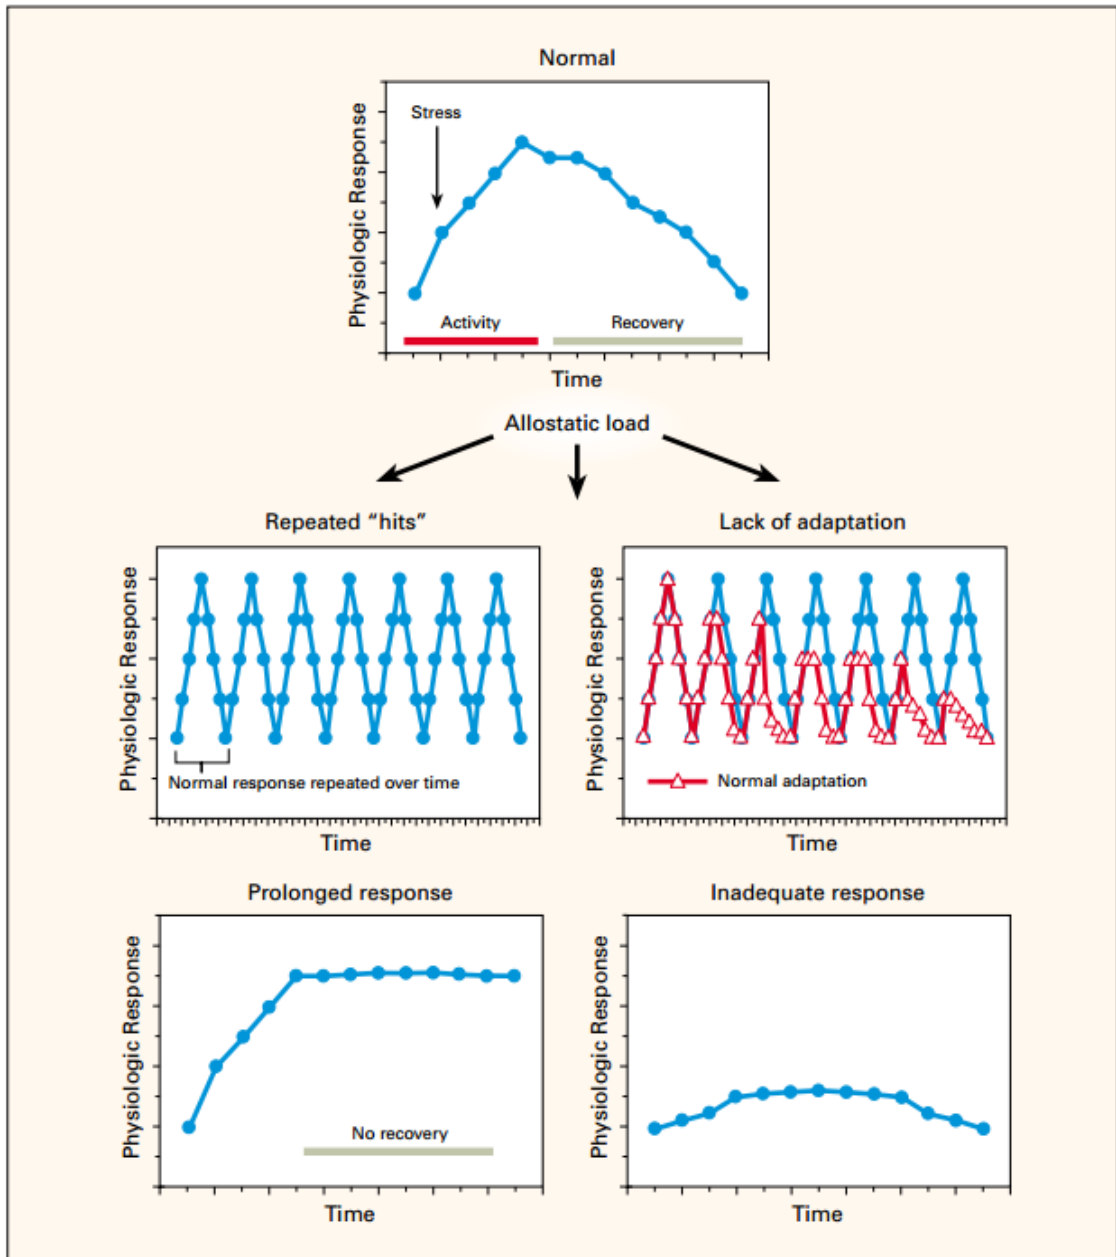 Normal
Physiologic Response
Stress
Activity
Recovery
Time
Allostatic load
Repeated “hits”
Physiologic Response
Normal response repeated over time
Time
Lack of adaptation
Physiologic Response
Normal adaptation
Time
Prolonged response
Physiologic Response
No recovery
Time
Inadequate response
Physiologic Response
Time